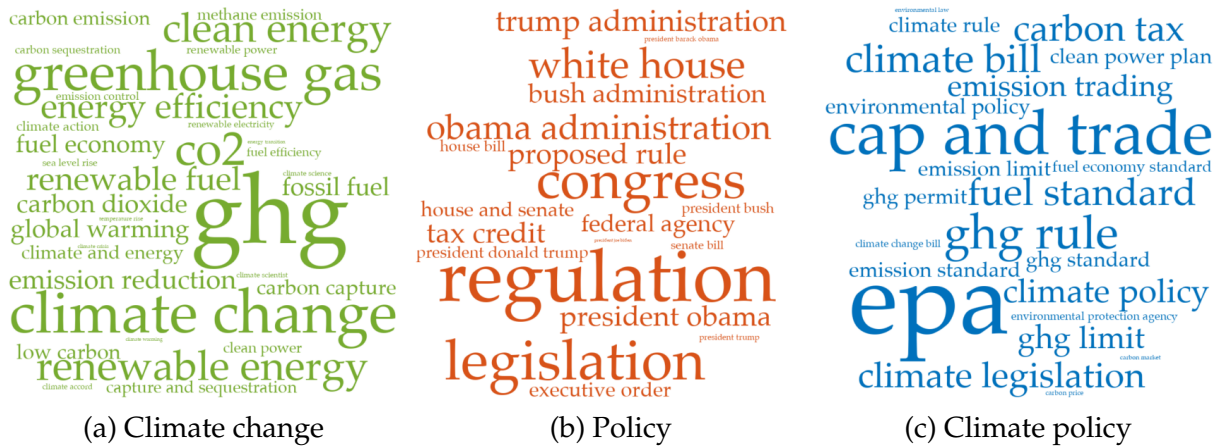 carbon emission
methane emission
clean energy
carbon sequestration
renewable power
greenhouse gas
emission control
energy efficiency
climate action
renewable electricity
fuel economy
co2
fuel efficiency
sea level rise
climate science
renewable fuel
fossil fuel
carbon dioxide
ghg
temperature rise
global warming
climate and energy
emission reduction
climate scientist
carbon capture
climate change
low carbon
clean power
renewable energy
climate accord
capture and sequestration
(a) Climate change
trump administration
president barack obama
white house
bush administration
obama administration
house bill
proposed rule
congress
house and senate
president bush
federal agency
tax credit
senate bill
president donald trump
regulation
president obama
president trump
legislation
executive order
(b) Policy
environmental law
climate rule
carbon tax
climate bill
clean power plan
emission trading
environmental policy
cap and trade
emission limit
fuel economy standard
ghg permit
fuel standard
ghg rule
climate change bill
ghg standard
emission standard
epa
climate policy
environmental protection agency
ghg limit
carbon market
climate legislation
carbon price
(c) Climate policy